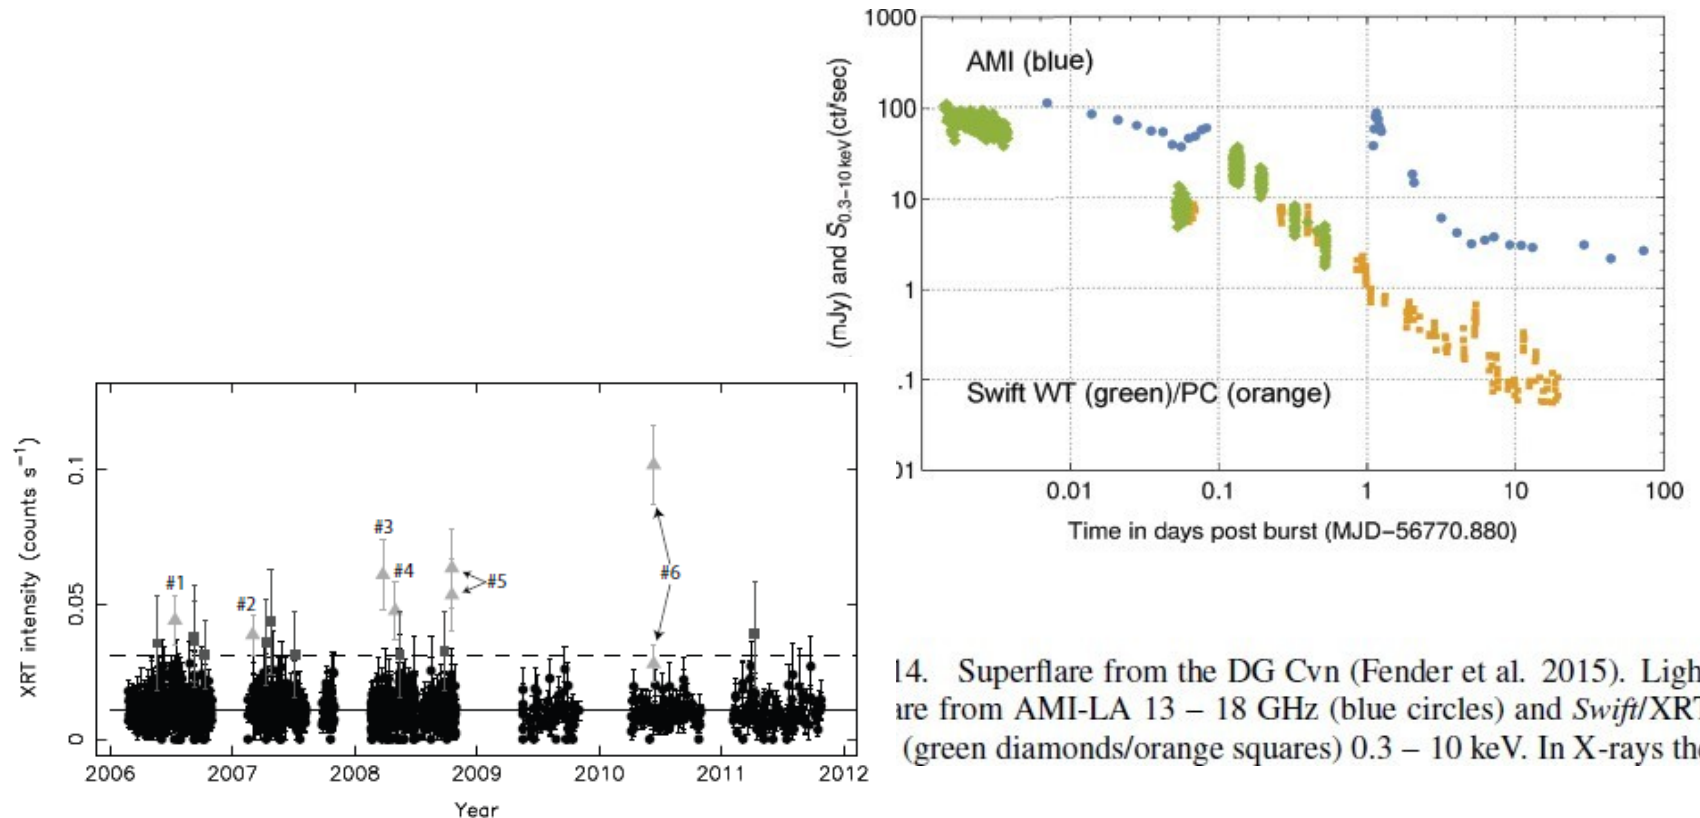 1000
100
10
1
.1
01
(mJy) and S0.3−10 keV(ct/sec)
AMI (blue)
Swift WT (green)/PC (orange)
0.01 0.1 1 10 100
Time in days post burst (MJD−56770.880)
XRT intensity (counts s−1)
0.1
0.05
0
#1
#2
#3
#4
#5
#6
2006 2007 2008 2009 2010 2011 2012
Year
14. Superflare from the DG Cvn (Fender et al. 2015). Ligh
are from AMI-LA 13 – 18 GHz (blue circles) and Swift/XRT
(green diamonds/orange squares) 0.3 – 10 keV. In X-rays the